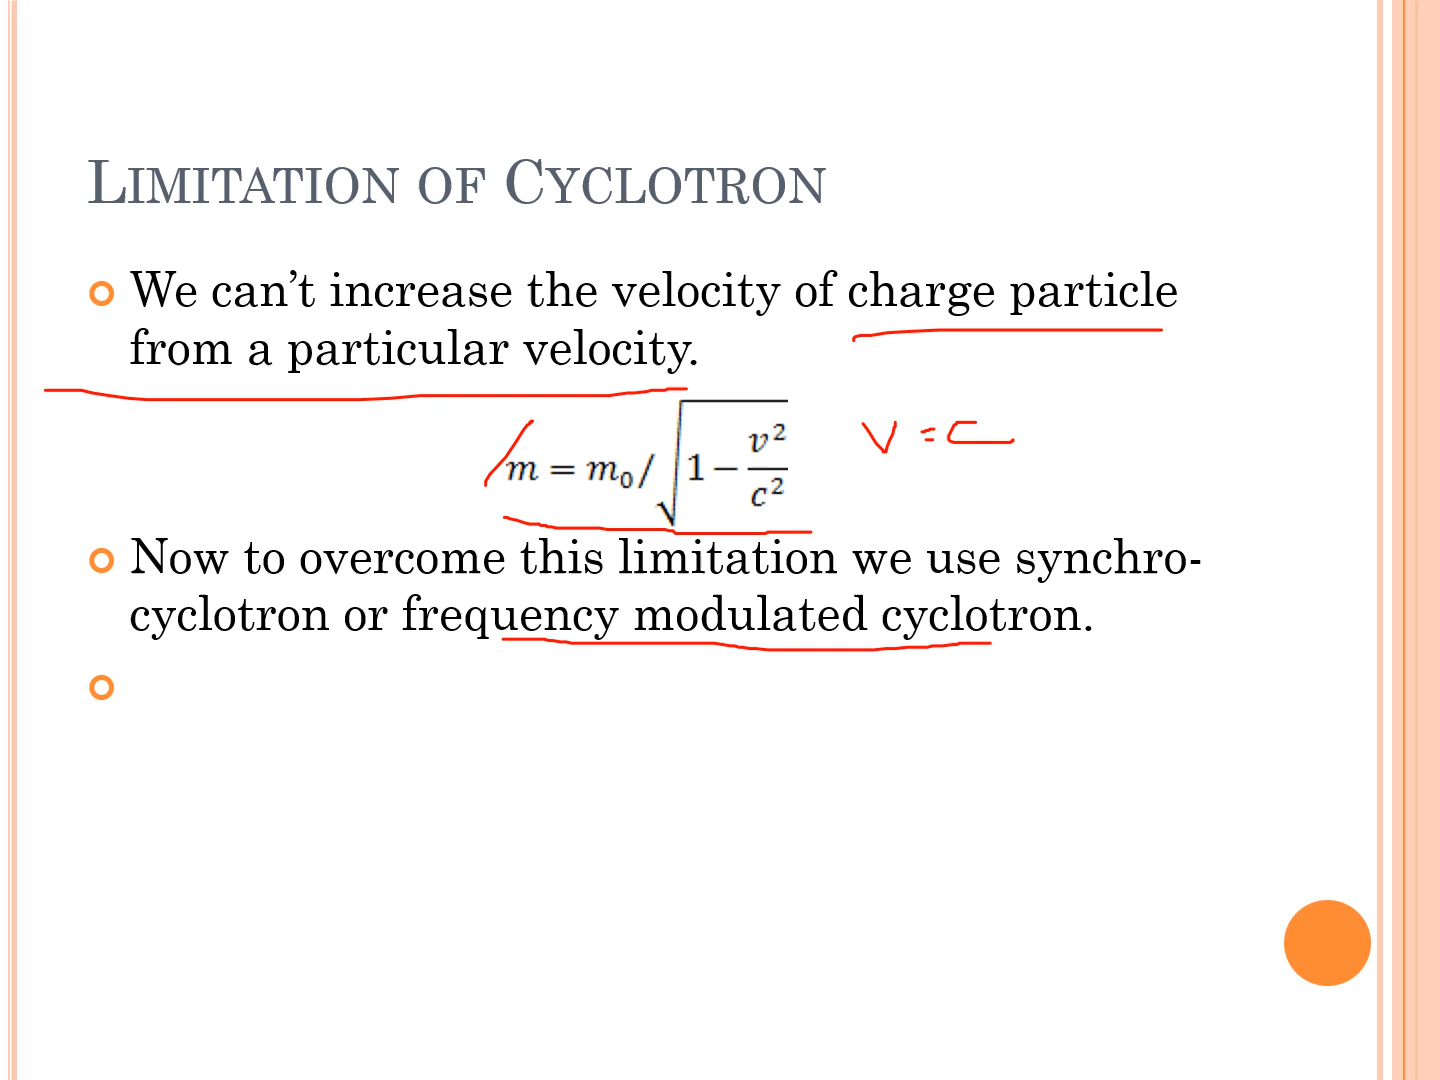 LIMITATION OF CYCLOTRON
We can't increase the velocity of charge particle
from a particular velocity.
m = m₀/√(1 − v²/c²)
V = C
Now to overcome this limitation we use synchro-
cyclotron or frequency modulated cyclotron.